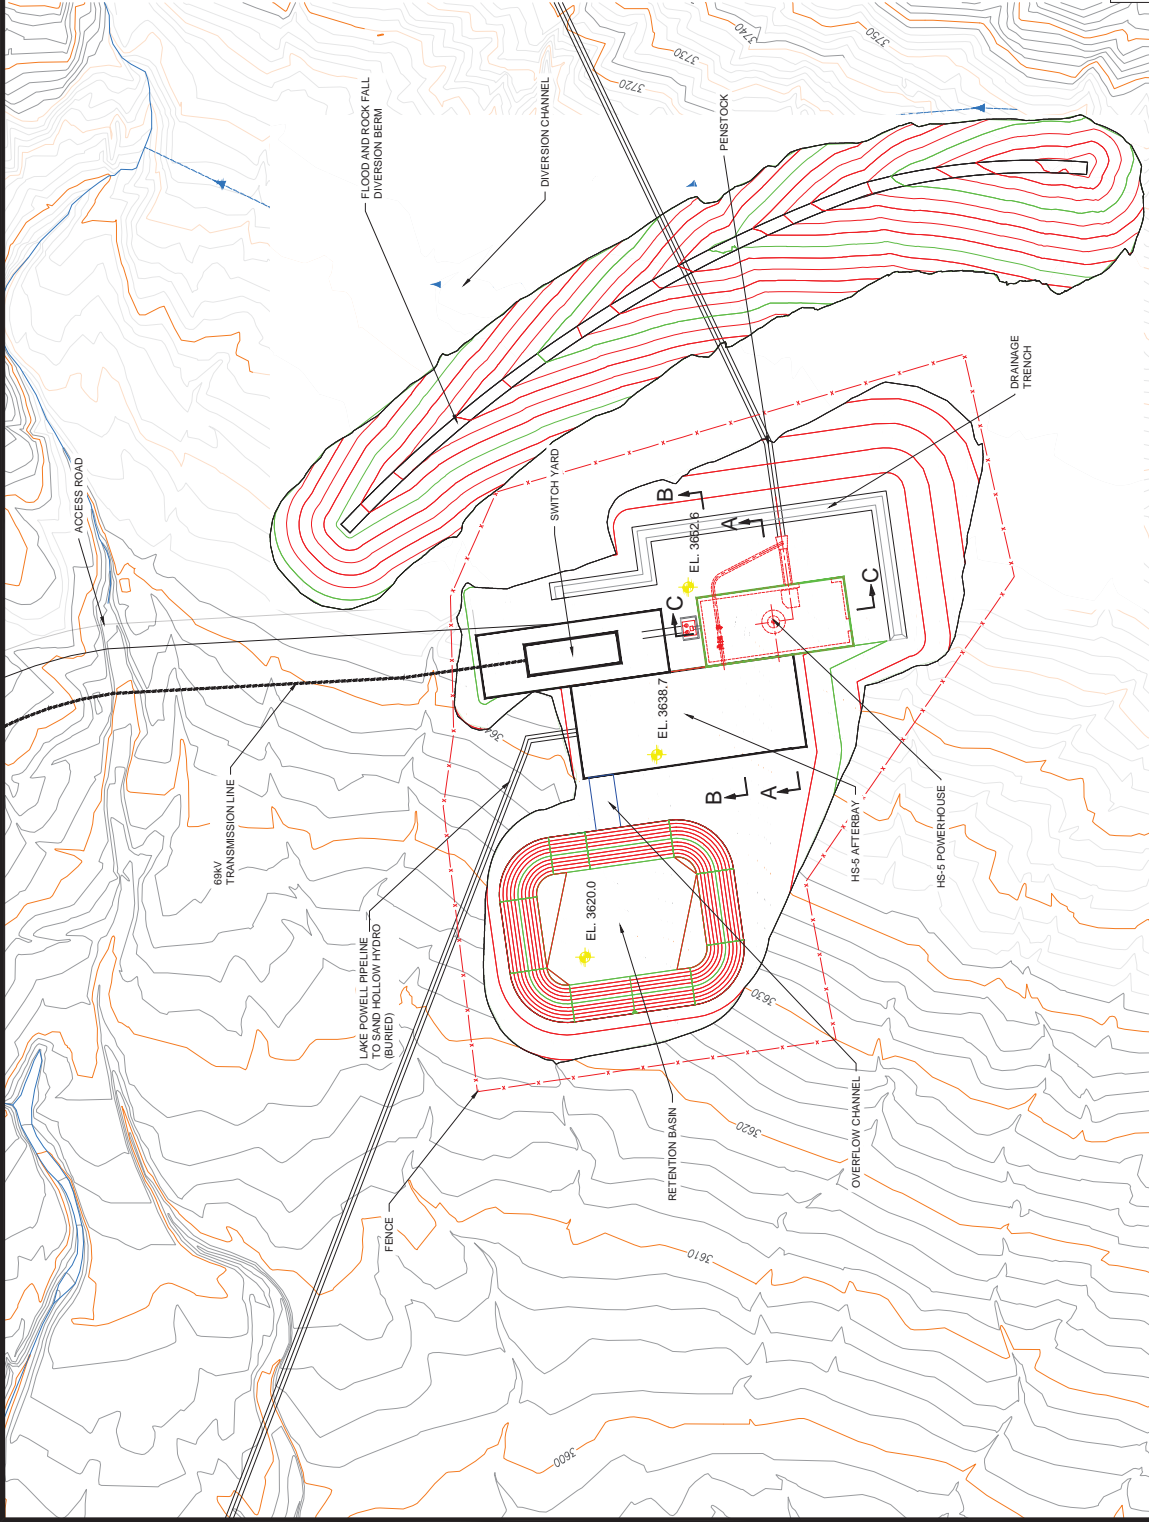 3740
3750
3730
3720
FLOOD AND ROCK FALL
DIVERSION BERM
DIVERSION CHANNEL
PENSTOCK
DRAINAGE
TRENCH
ACCESS ROAD
SWITCH YARD
B
A
EL. 3652.6
C
C
EL. 3638.7
69kV
TRANSMISSION LINE
364
B
A
HS-5 AFTERBAY
HS-5 POWERHOUSE
EL. 3620.0
LAKE POWELL PIPELINE
TO SAND HOLLOW HYDRO
(BURIED)
3630
OVERFLOW CHANNEL
RETENTION BASIN
3620
FENCE
3610
3600